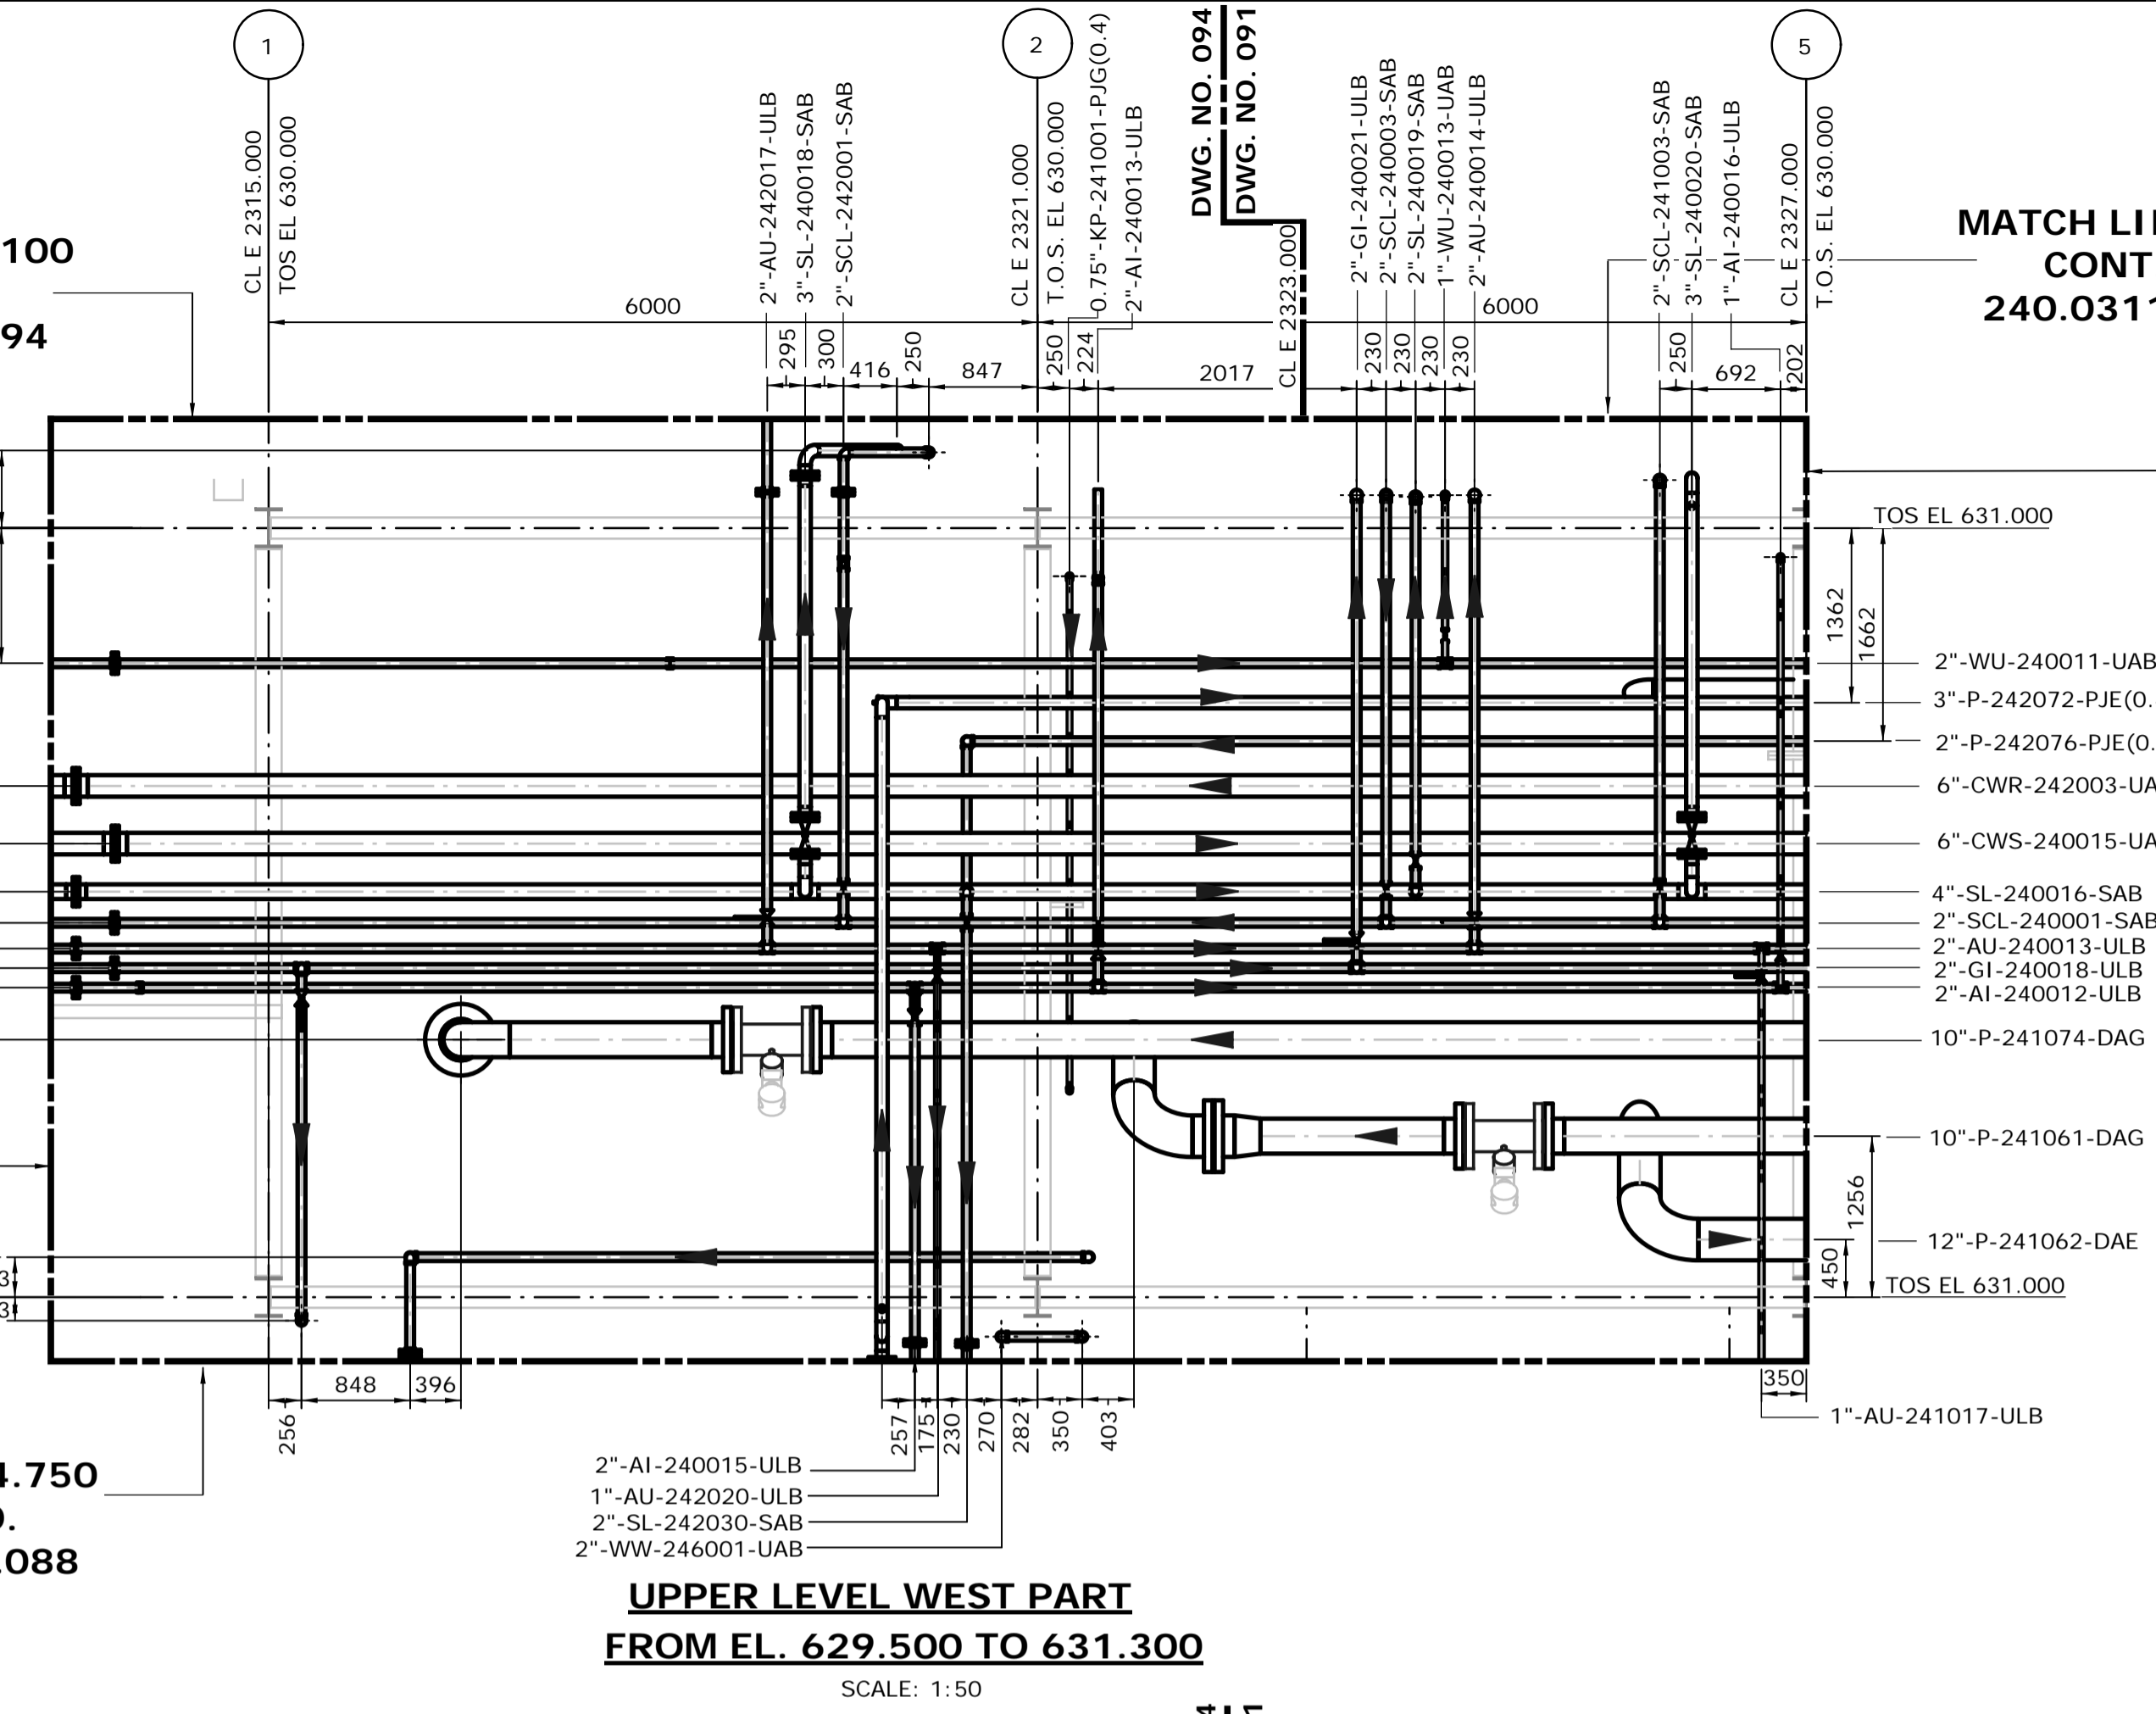 1
2
5
CL E 2315.000
TOS EL 630.000
2"-AU-242017-ULB
3"-SL-240018-SAB
2"-SCL-242001-SAB
CL E 2321.000
T.O.S. EL 630.000
0.75"-KP-241001-PJG(0.4)
2"-AI-240013-ULB
DWG. NO. 094
DWG. NO. 091
CL E 2323.000
2"-GI-240021-ULB
2"-SCL-240003-SAB
2"-SL-240019-SAB
1"-WU-240013-UAB
2"-AU-240014-ULB
2"-SCL-241003-SAB
3"-SL-240020-SAB
1"-AI-240016-ULB
CL E 2327.000
T.O.S. EL 630.000
100
94
MATCH LI
CONT
240.031
6000
6000
295
300
416
250
847
250
224
2017
230
230
230
230
250
692
202
TOS EL 631.000
1362
1662
2"-WU-240011-UAB
3"-P-242072-PJE(0.
2"-P-242076-PJE(0.
6"-CWR-242003-UA
6"-CWS-240015-UA
4"-SL-240016-SAB
2"-SCL-240001-SAB
2"-AU-240013-ULB
2"-GI-240018-ULB
2"-AI-240012-ULB
10"-P-241074-DAG
10"-P-241061-DAG
1256
12"-P-241062-DAE
450
TOS EL 631.000
3
3
256
848
396
257
175
230
270
282
350
403
350
1"-AU-241017-ULB
2"-AI-240015-ULB
1"-AU-242020-ULB
2"-SL-242030-SAB
2"-WW-246001-UAB
4.750
.088
UPPER LEVEL WEST PART
FROM EL. 629.500 TO 631.300
SCALE: 1:50